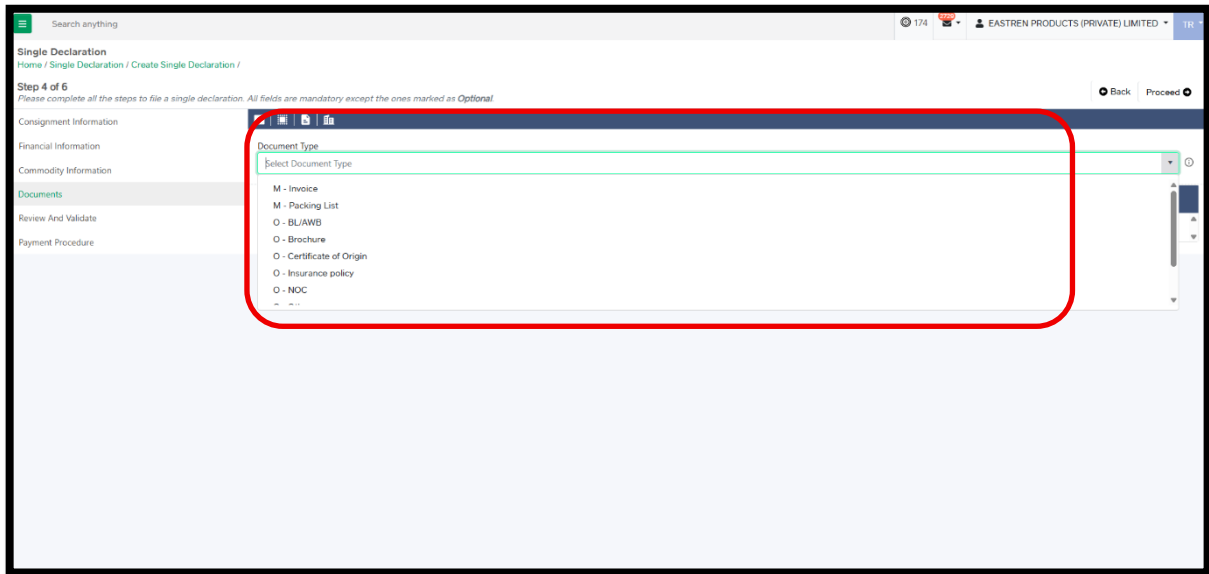 Search anything
174
EASTREN PRODUCTS (PRIVATE) LIMITED
TR
Single Declaration
Home / Single Declaration / Create Single Declaration /
Step 4 of 6
Please complete all the steps to file a single declaration. All fields are mandatory except the ones marked as Optional.
Back
Proceed
Consignment Information
Financial Information
Commodity Information
Documents
Review And Validate
Payment Procedure
Document Type
Select Document Type
M - Invoice
M - Packing List
O - BL/AWB
O - Brochure
O - Certificate of Origin
O - Insurance policy
O - NOC